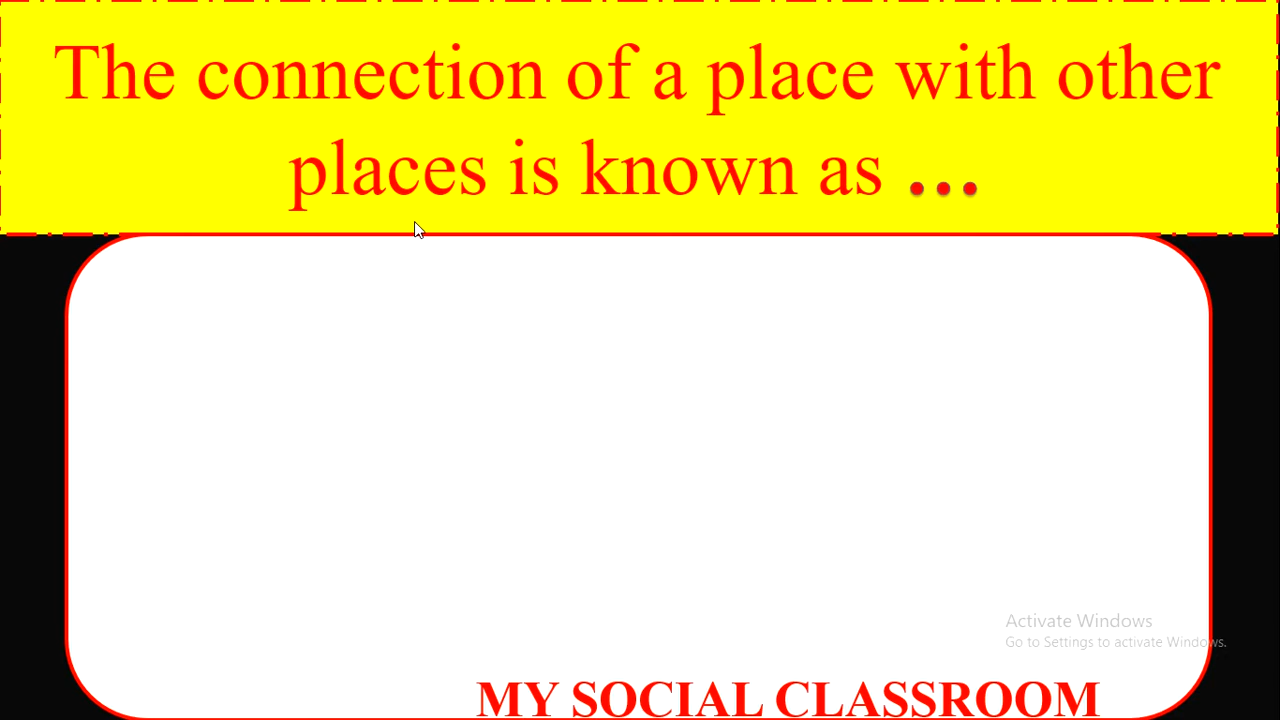 The connection of a place with other
places is known as ...
Activate Windows
Go to Settings to activate Windows.
MY SOCIAL CLASSROOM